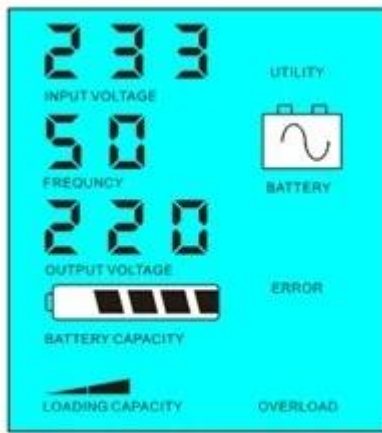 233
UTILITY
INPUT VOLTAGE
50
FREQUNCY
BATTERY
220
OUTPUT VOLTAGE
ERROR
BATTERY CAPACITY
LOADING CAPACITY
OVERLOAD